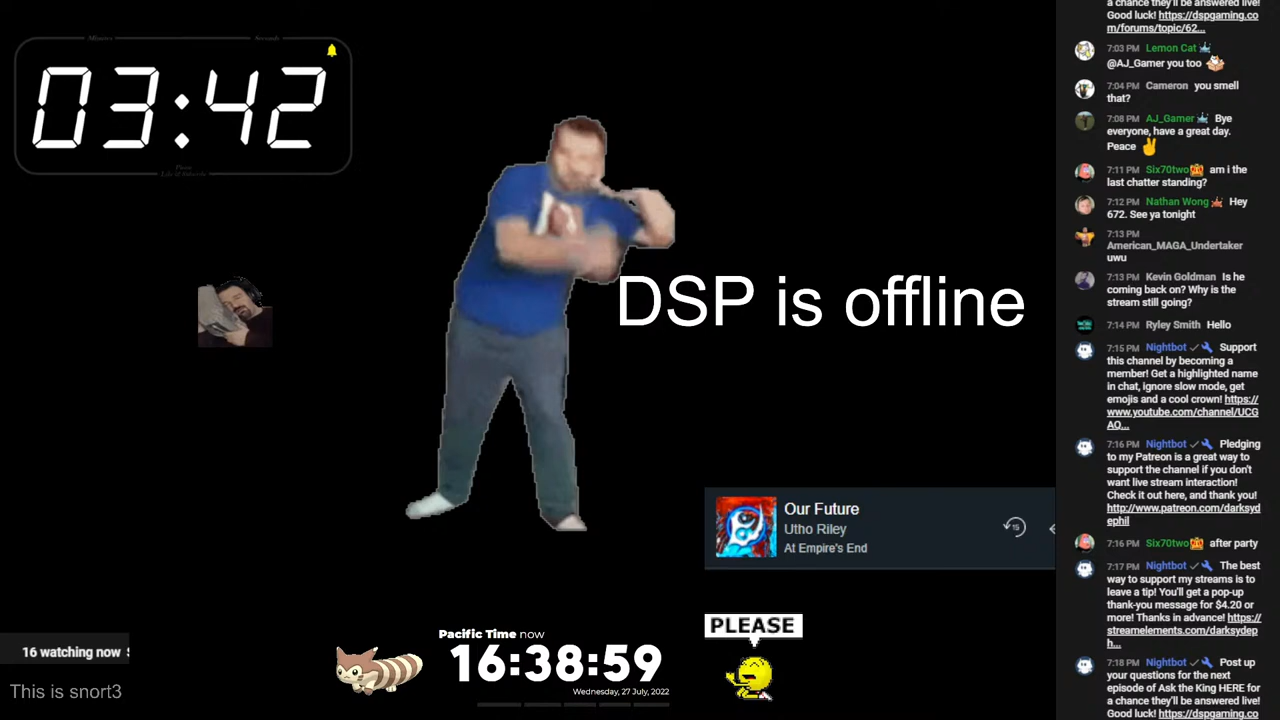 03:42
DSP is offline
Our Future
Utho Riley
At Empire's End
15
PLEASE
Pacific Time now
16:38:59
Wednesday, 27 July, 2022
16 watching now
This is snort3
a chance they'll be answered live!
Good luck! https://dspgaming.co
m/forums/topic/62...
7:03 PM Lemon Cat
@AJ_Gamer you too
7:04 PM Cameron you smell
that?
7:08 PM AJ_Gamer Bye
everyone, have a great day.
Peace
7:11 PM Six70two am i the
last chatter standing?
7:12 PM Nathan Wong Hey
672. See ya tonight
7:13 PM
American_MAGA_Undertaker
uwu
7:13 PM Kevin Goldman Is he
coming back on? Why is the
stream still going?
7:14 PM Ryley Smith Hello
7:15 PM Nightbot Support
this channel by becoming a
member! Get a highlighted name
in chat, ignore slow mode, get
emojis and a cool crown! https://
www.youtube.com/channel/UCG
AO...
7:16 PM Nightbot Pledging
to my Patreon is a great way to
support the channel if you don't
want live stream interaction!
Check it out here, and thank you!
http://www.patreon.com/darksyd
ephil
7:16 PM Six70two after party
7:17 PM Nightbot The best
way to support my streams is to
leave a tip! You'll get a pop-up
thank-you message for $4.20 or
more! Thanks in advance! https://
streamelements.com/darksydep
h...
7:18 PM Nightbot Post up
your questions for the next
episode of Ask the King HERE for
a chance they'll be answered live!
Good luck! https://dspgaming.co